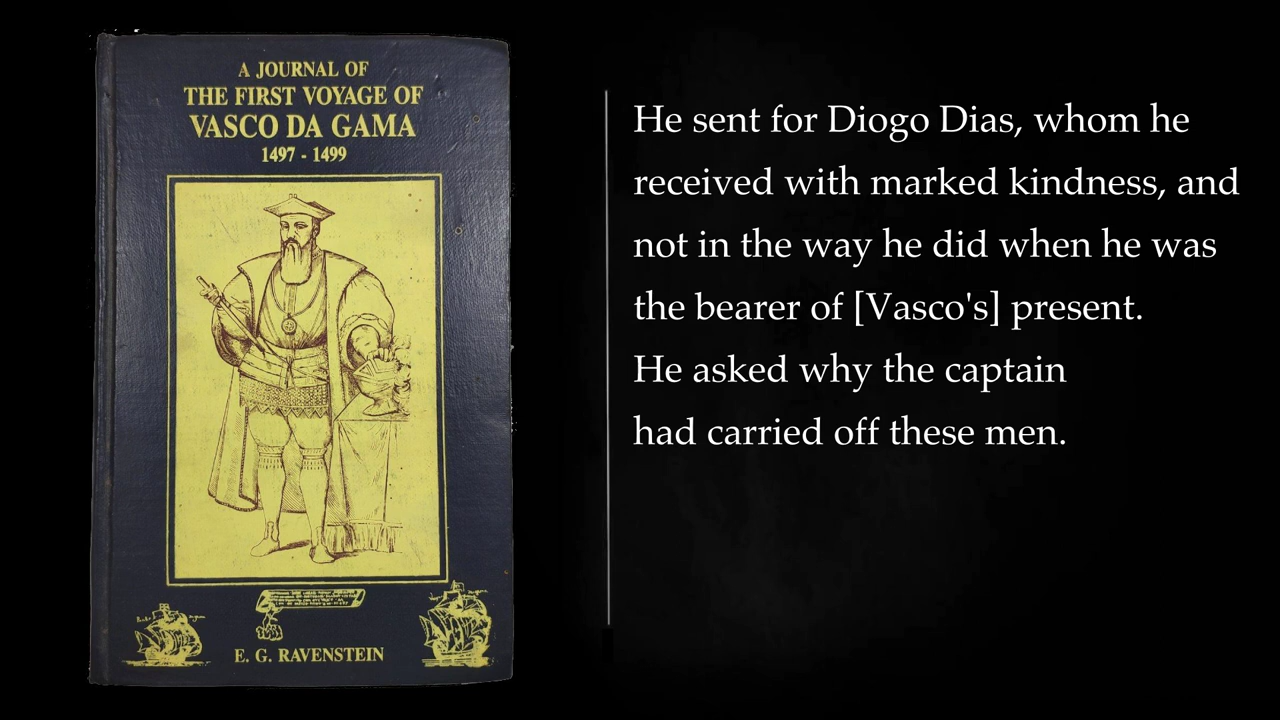 A JOURNAL OF
THE FIRST VOYAGE OF
VASCO DA GAMA
1497 - 1499
E. G. RAVENSTEIN
He sent for Diogo Dias, whom he
received with marked kindness, and
not in the way he did when he was
the bearer of [Vasco's] present.
He asked why the captain
had carried off these men.